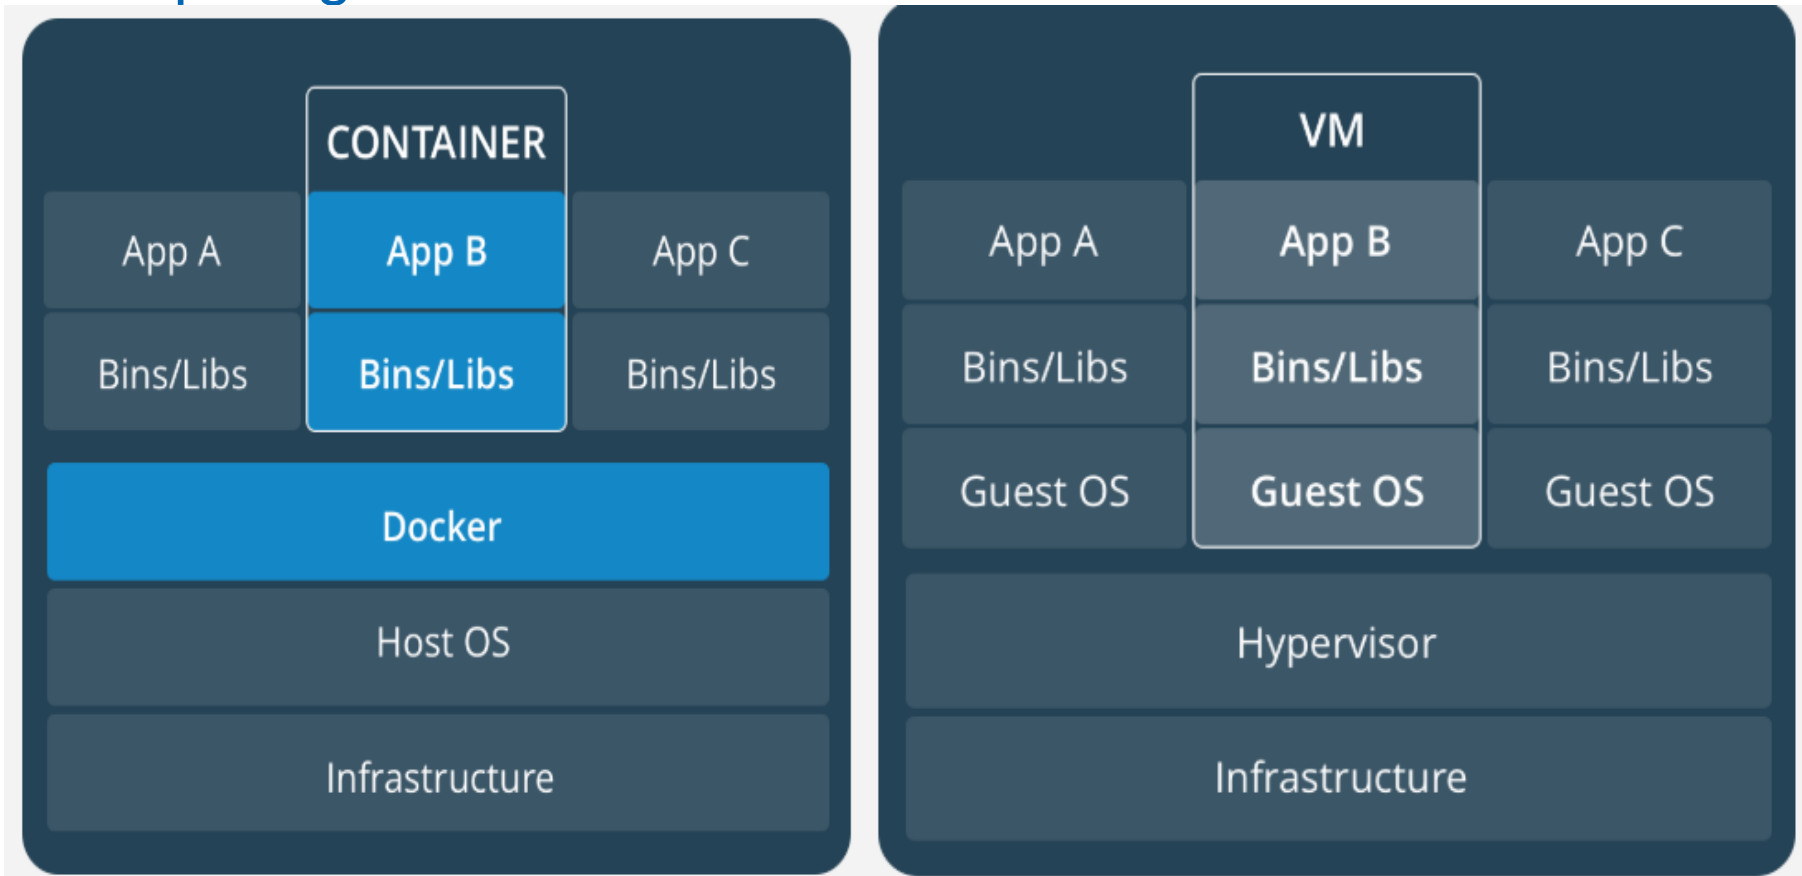 CONTAINER
App A App B App C
Bins/Libs Bins/Libs Bins/Libs
Docker
Host OS
Infrastructure
VM
App A App B App C
Bins/Libs Bins/Libs Bins/Libs
Guest OS Guest OS Guest OS
Hypervisor
Infrastructure